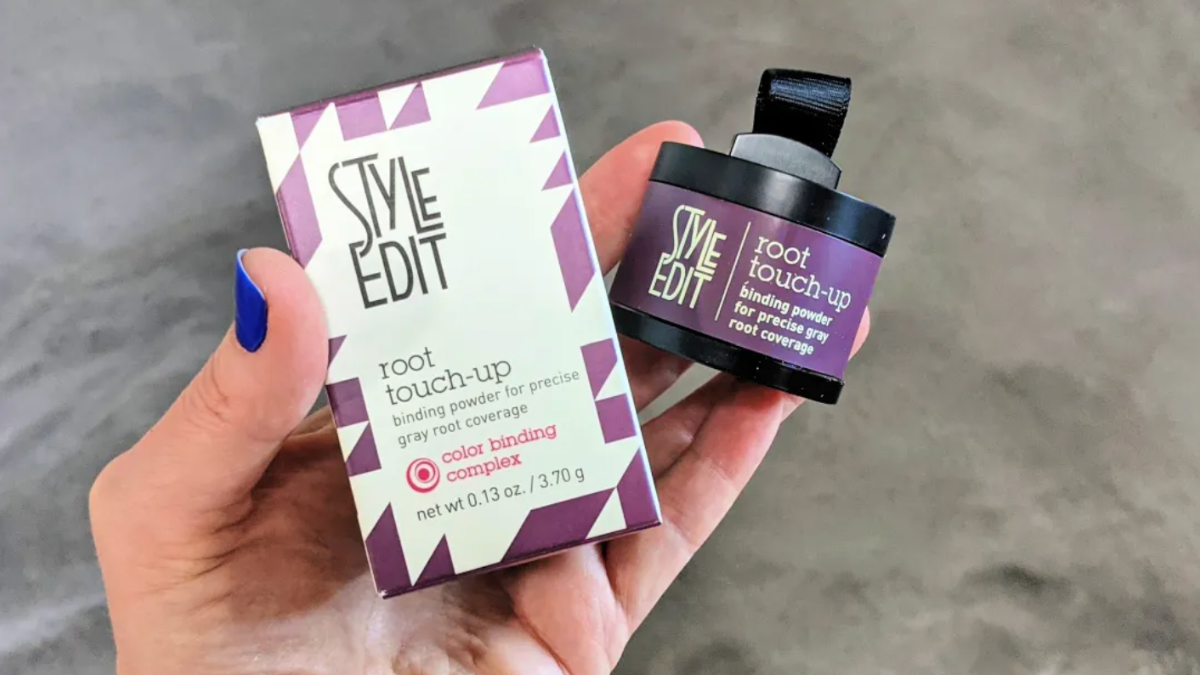 STYLE
EDIT
root
touch-up
binding powder for precise
gray root coverage
color binding
complex
net wt 0.13 oz. / 3.70 g
STYLE
EDIT
root
touch-up
binding powder
for precise gray
root coverage